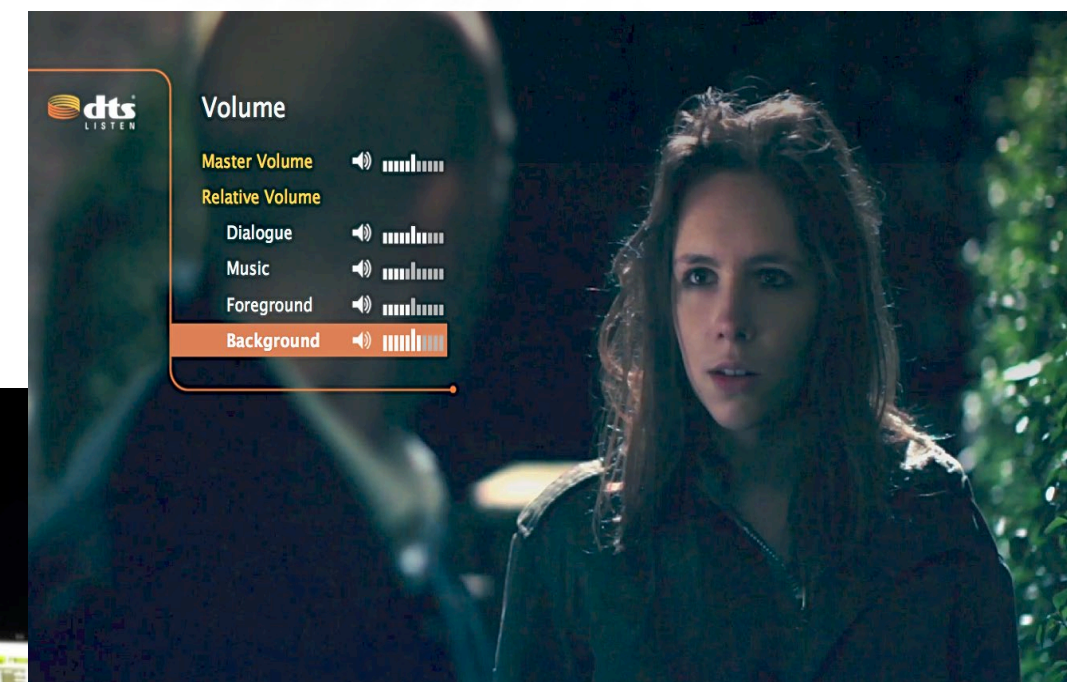 dts
LISTEN
Volume
Master Volume
Relative Volume
Dialogue
Music
Foreground
Background